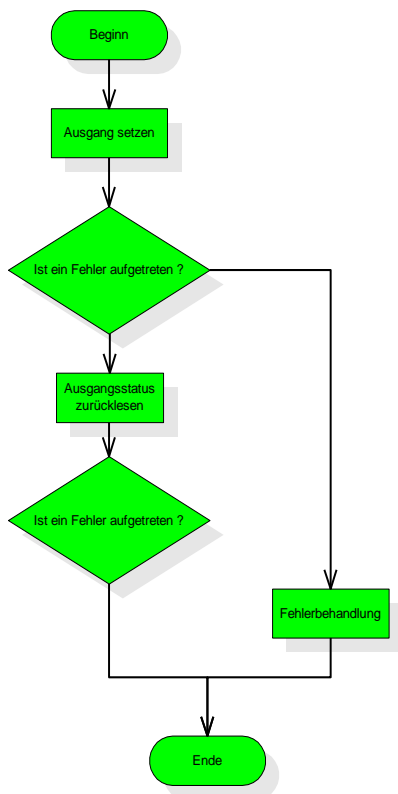 Beginn
Ausgang setzen
Ist ein Fehler aufgetreten ?
Ausgangsstatus
zurücklesen
Ist ein Fehler aufgetreten ?
Fehlerbehandlung
Ende